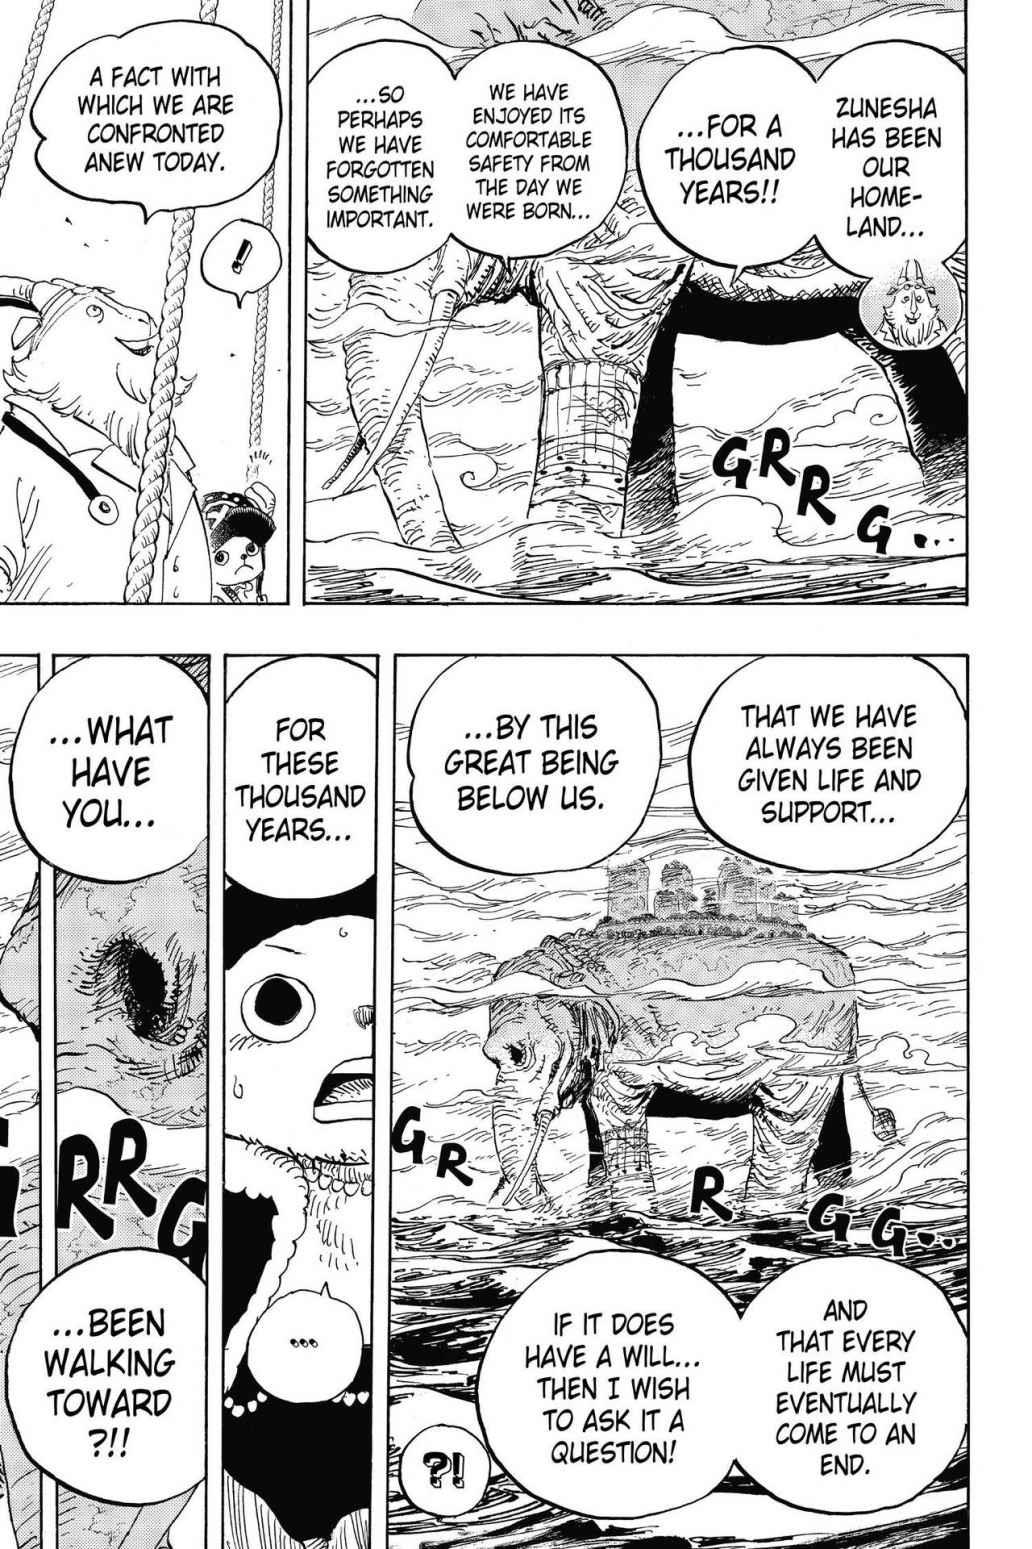 ZUNESHA
HAS BEEN
OUR
HOME-
LAND...
...FOR A
THOUSAND
YEARS!!
WE HAVE
ENJOYED ITS
COMFORTABLE
SAFETY FROM
THE DAY WE
WERE BORN...
...SO
PERHAPS
WE HAVE
FORGOTTEN
SOMETHING
IMPORTANT.
GRRG...
A FACT WITH
WHICH WE ARE
CONFRONTED
ANEW TODAY.
!
THAT WE HAVE
ALWAYS BEEN
GIVEN LIFE AND
SUPPORT...
...BY THIS
GREAT BEING
BELOW US.
GR
RGG...
AND
THAT EVERY
LIFE MUST
EVENTUALLY
COME TO AN
END.
IF IT DOES
HAVE A WILL...
THEN I WISH
TO ASK IT A
QUESTION!
?!
FOR
THESE
THOUSAND
YEARS...
...
...WHAT
HAVE
YOU...
GRRG
...BEEN
WALKING
TOWARD
?!!